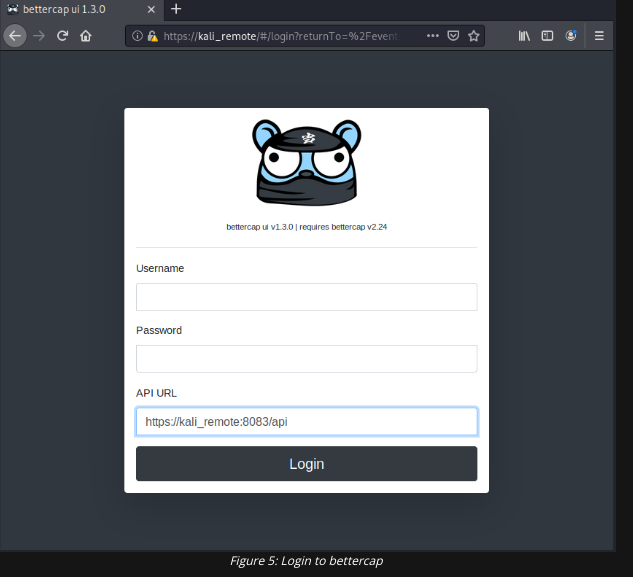 bettercap ui 1.3.0
https://kali_remote/#/login?returnTo=%2Fevent
bettercap ui v1.3.0 | requires bettercap v2.24
Username
Password
API URL
https://kali_remote:8083/api
Login
Figure 5: Login to bettercap